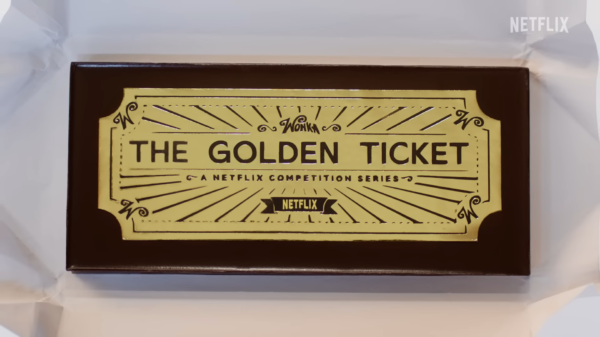 NETFLIX
Wonka
THE GOLDEN TICKET
A NETFLIX COMPETITION SERIES
NETFLIX
W
W
W
W